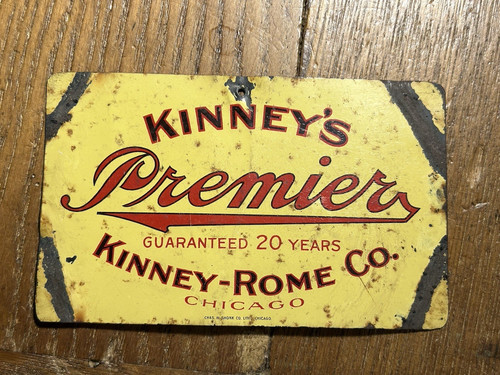 KINNEY'S
Premier
GUARANTEED 20 YEARS
KINNEY-ROME CO.
CHICAGO